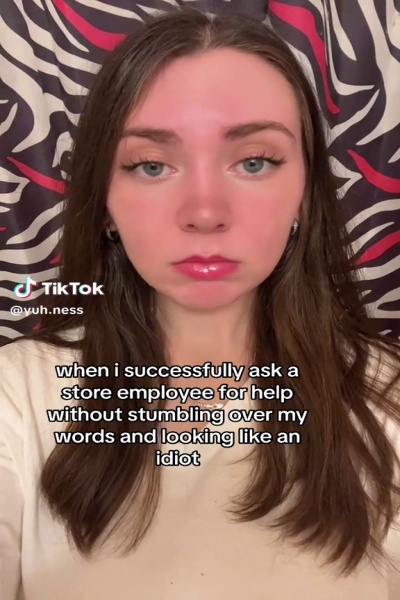 TikTok
@yuh.ness
when i successfully ask a
store employee for help
without stumbling over my
words and looking like an
idiot